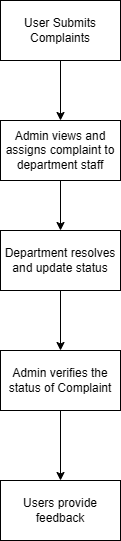 User Submits
Complaints
Admin views and
assigns complaint to
department staff
Department resolves
and update status
Admin verifies the
status of Complaint
Users provide
feedback